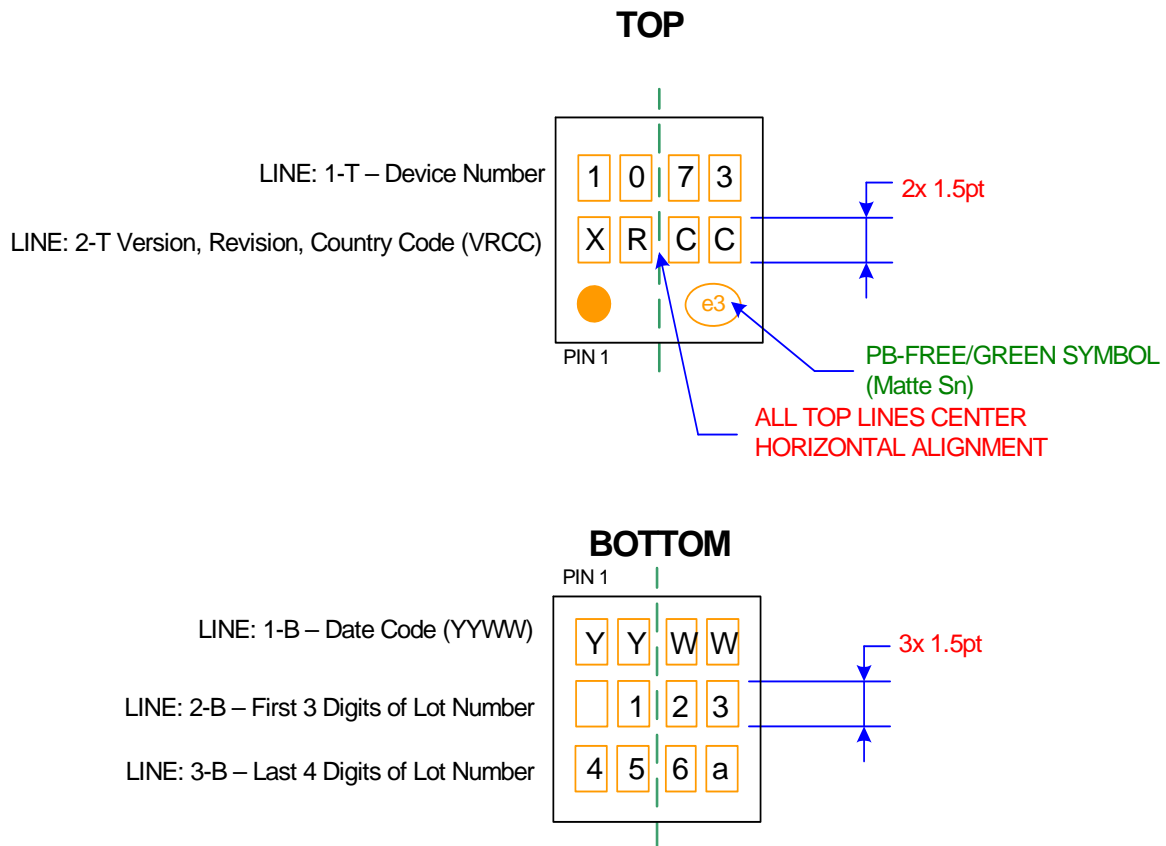 TOP
LINE: 1-T – Device Number
1 0 7 3
2x 1.5pt
LINE: 2-T Version, Revision, Country Code (VRCC)
X R C C
e3
PIN 1
PB-FREE/GREEN SYMBOL
(Matte Sn)
ALL TOP LINES CENTER
HORIZONTAL ALIGNMENT
BOTTOM
PIN 1
LINE: 1-B – Date Code (YYWW)
Y Y W W
3x 1.5pt
LINE: 2-B – First 3 Digits of Lot Number
1 2 3
LINE: 3-B – Last 4 Digits of Lot Number
4 5 6 a